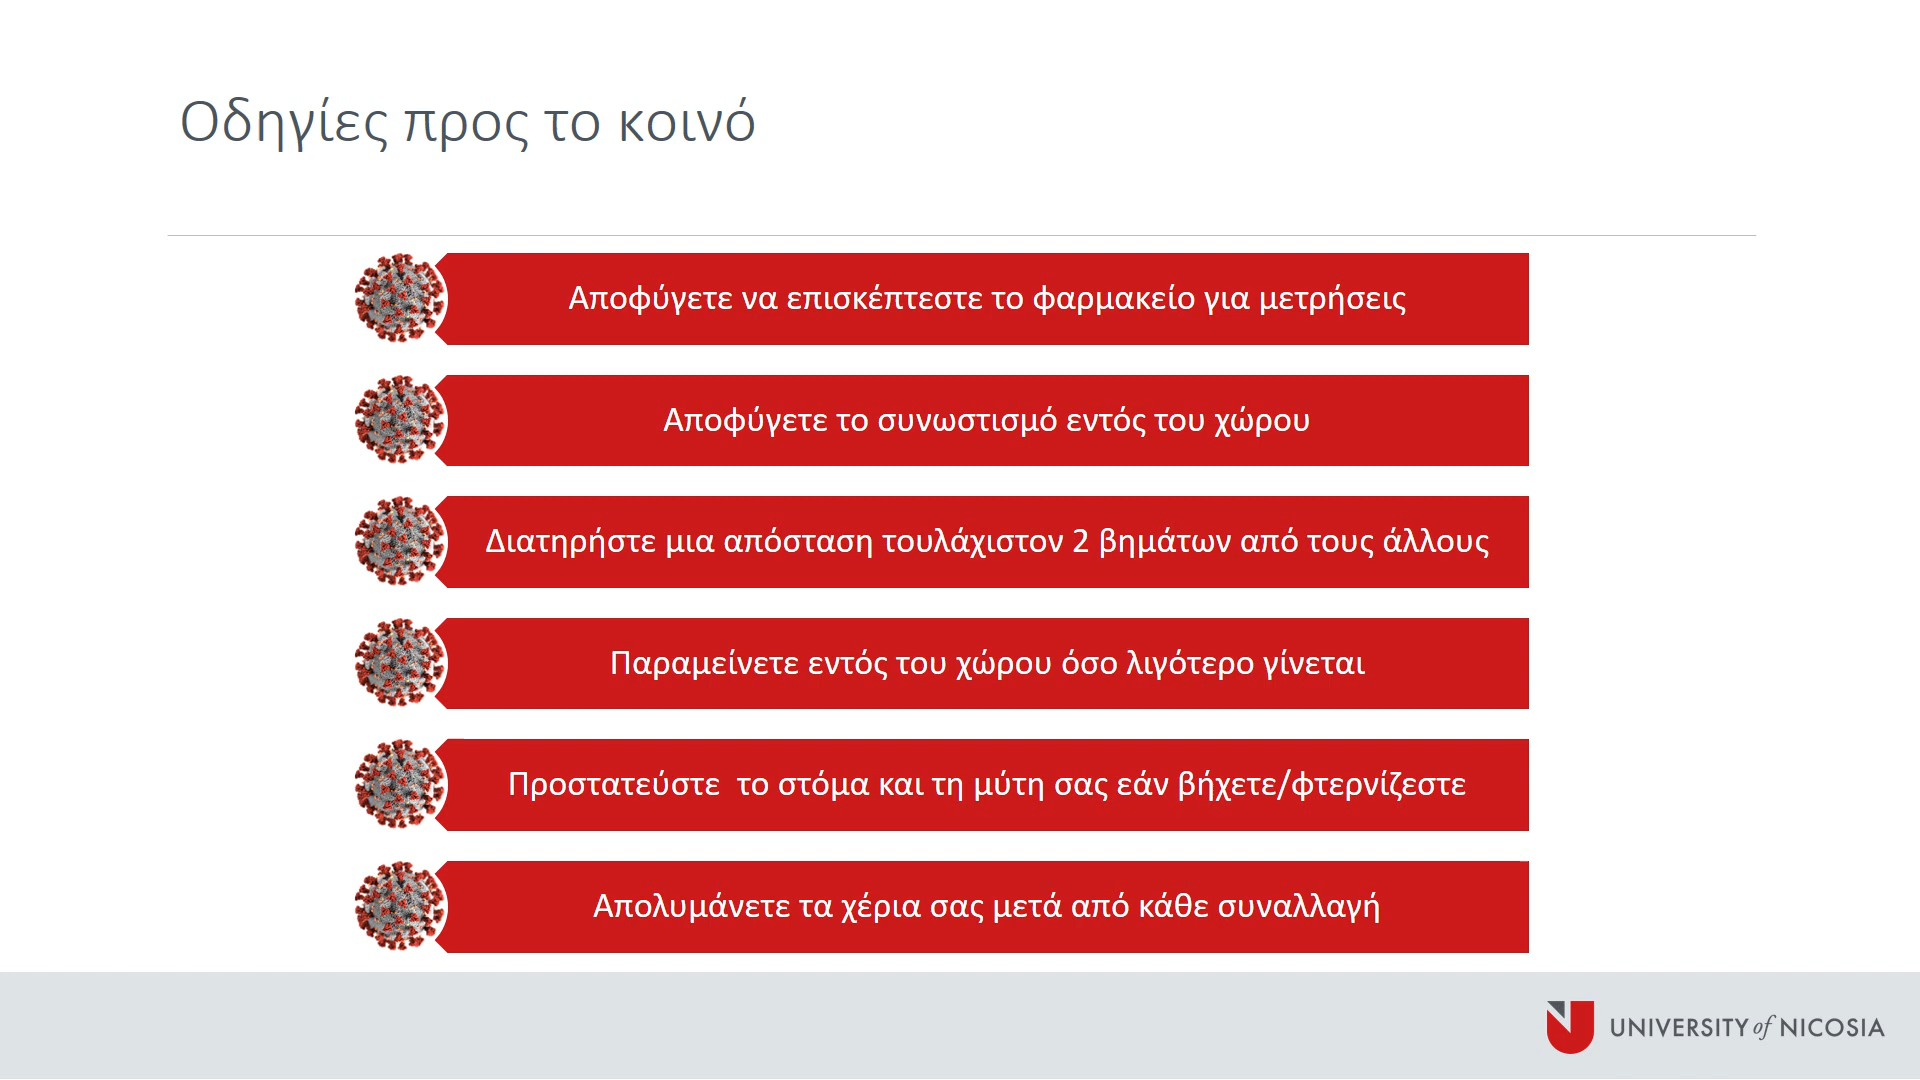 Οδηγίες προς το κοινό
Αποφύγετε να επισκέπτεστε το φαρμακείο για μετρήσεις
Αποφύγετε το συνωστισμό εντός του χώρου
Διατηρήστε μια απόσταση τουλάχιστον 2 βημάτων από τους άλλους
Παραμείνετε εντός του χώρου όσο λιγότερο γίνεται
Προστατεύστε  το στόμα και τη μύτη σας εάν βήχετε/φτερνίζεστε
Απολυμάνετε τα χέρια σας μετά από κάθε συναλλαγή
UNIVERSITY of NICOSIA